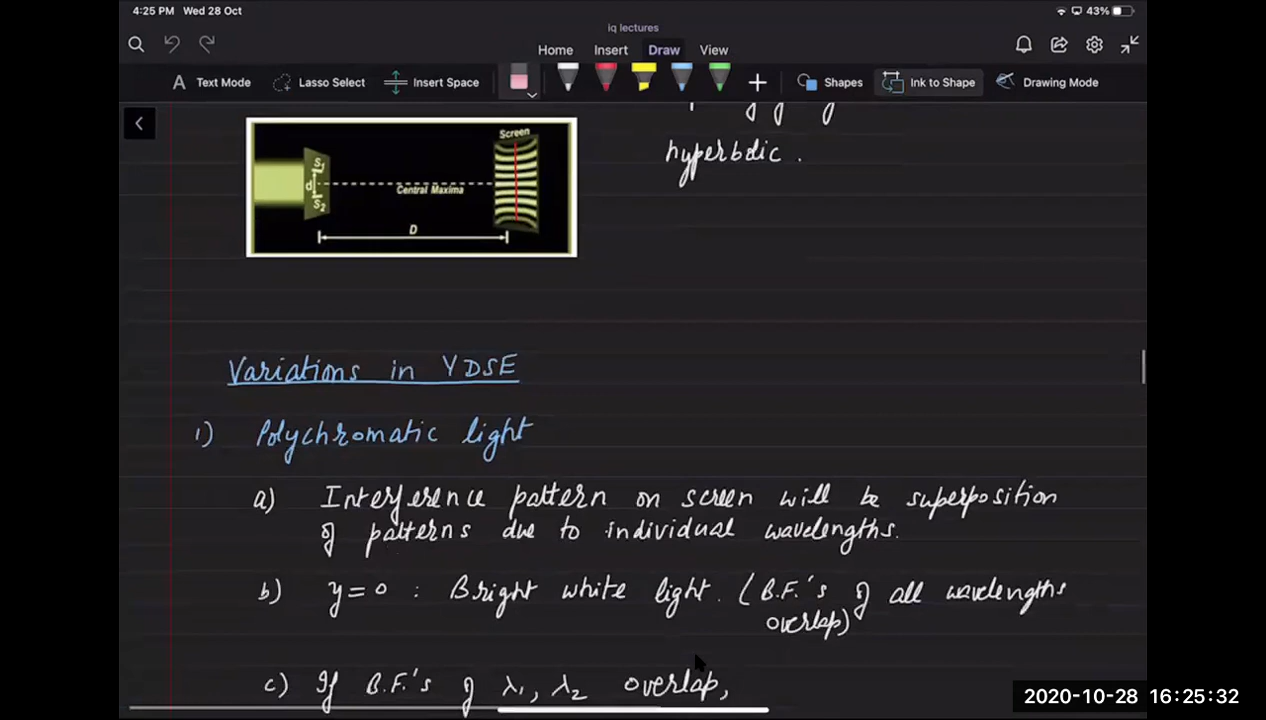 4:25 PM Wed 28 Oct
43%
iq lectures
Home Insert Draw View
Text Mode Lasso Select Insert Space Shapes Ink to Shape Drawing Mode
Screen
S1
d
S2
Central Maxima
D
hyperbolic.
Variations in YDSE
1) Polychromatic light
a) Interference pattern on screen will be superposition
of patterns due to individual wavelengths.
b) y=0 : Bright white light. (B.F.'s of all wavelengths
overlap)
c) If B.F.'s of λ1, λ2 overlap,
2020-10-28 16:25:32